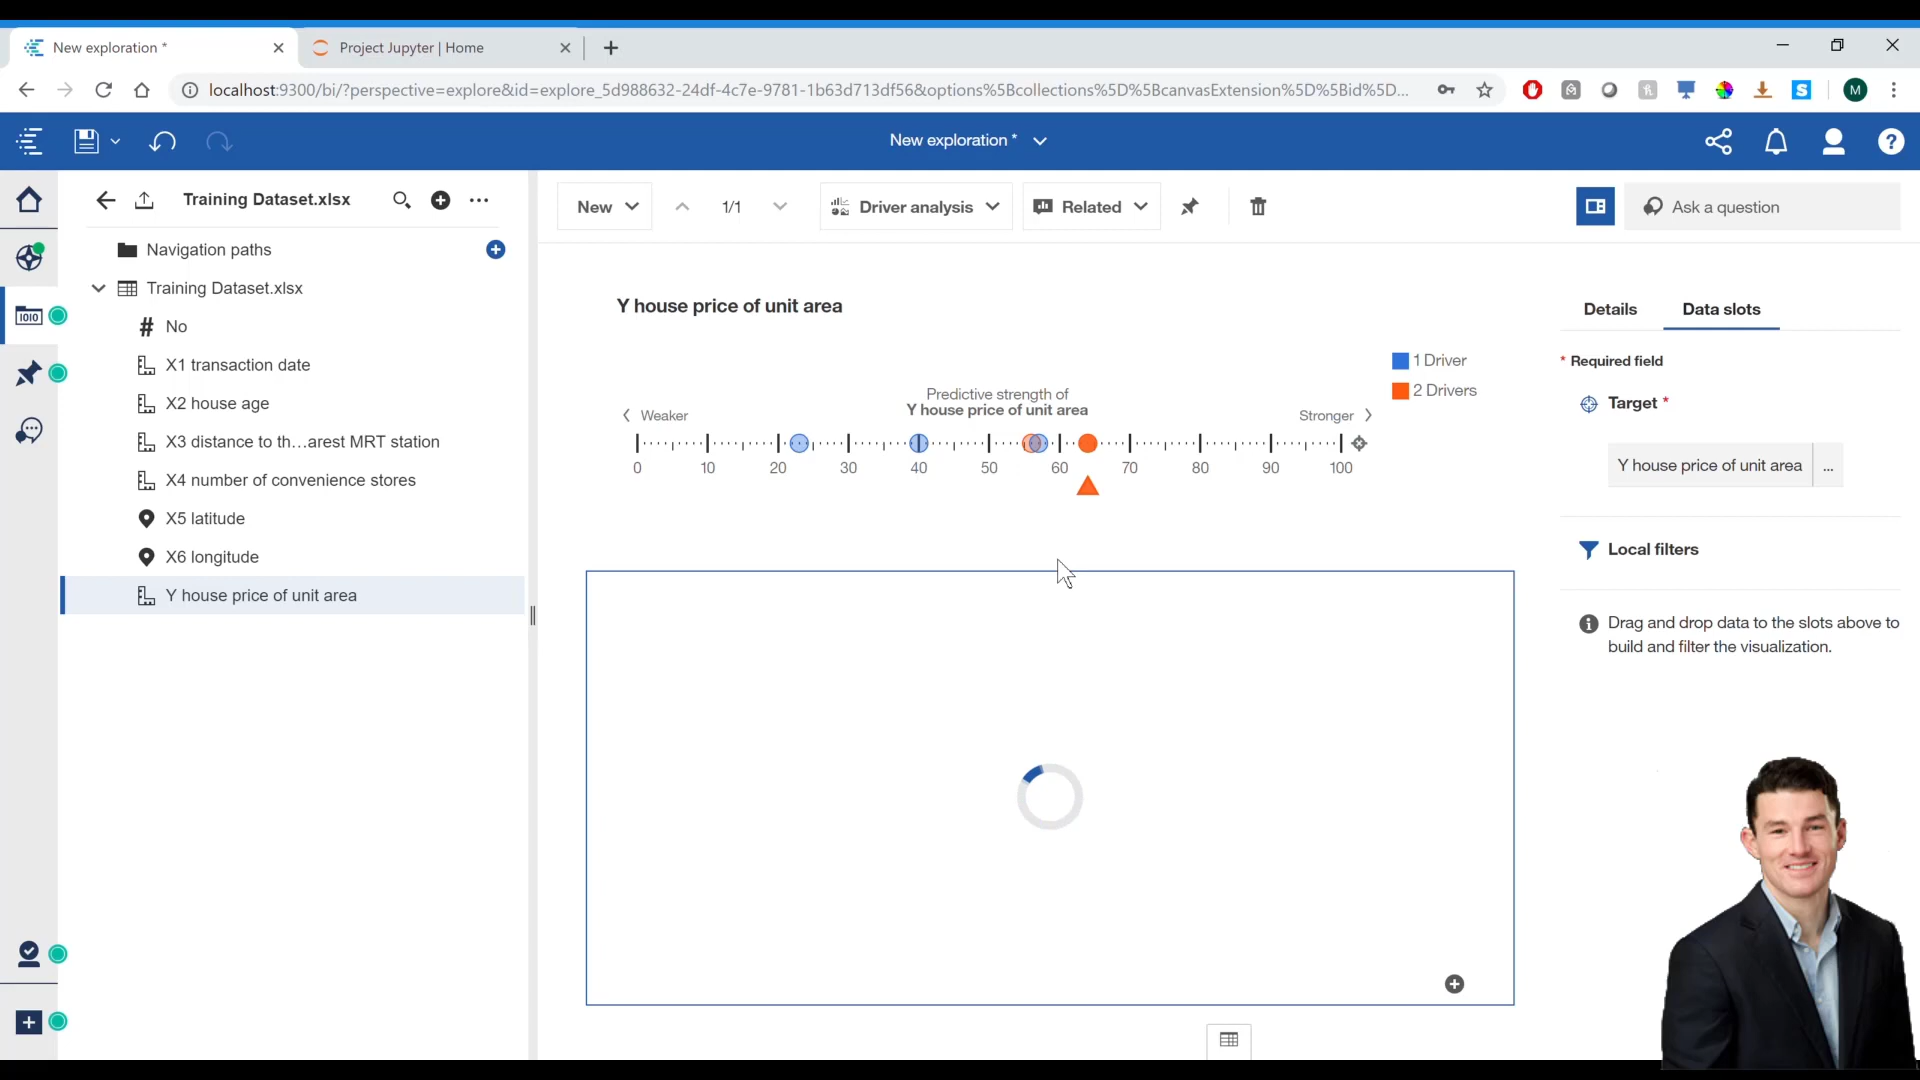 New exploration *
Project Jupyter | Home
localhost:9300/bi/?perspective=explore&id=explore_5d988632-24df-4c7e-9781-1b63d713df56&options%5Bcollections%5D%5BcanvasExtension%5D%5Bid%5D...
M
New exploration *
?
Training Dataset.xlsx
New
1/1
Driver analysis
Related
Ask a question
Navigation paths
Training Dataset.xlsx
# No
X1 transaction date
X2 house age
X3 distance to th...arest MRT station
X4 number of convenience stores
X5 latitude
X6 longitude
Y house price of unit area
Y house price of unit area
1 Driver
2 Drivers
Predictive strength of
Y house price of unit area
Weaker
Stronger
0 10 20 30 40 50 60 70 80 90 100
Details
Data slots
* Required field
Target *
Y house price of unit area ...
Local filters
Drag and drop data to the slots above to
build and filter the visualization.